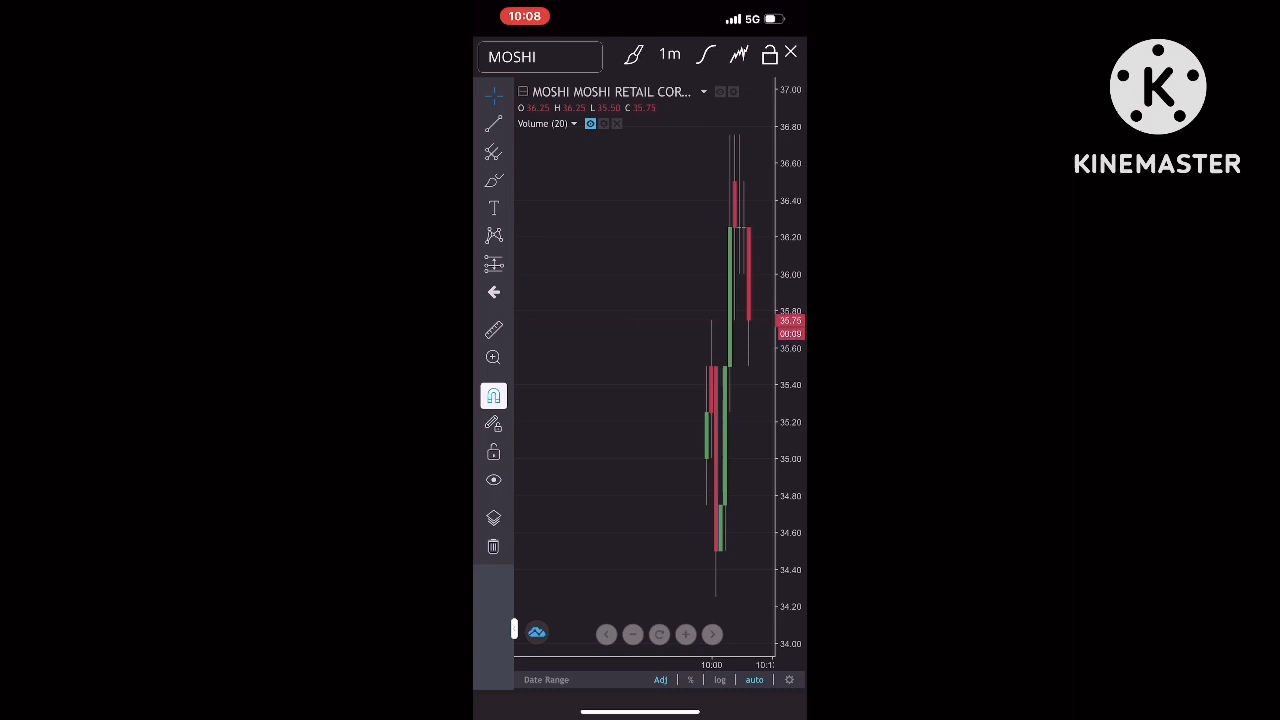 10:08
5G
MOSHI
1m
MOSHI MOSHI RETAIL COR...
O 36.25 H 36.25 L 35.50 C 35.75
Volume (20)
T
37.00
36.80
36.60
36.40
36.20
36.00
35.80
35.75
00:09
35.60
35.40
35.20
35.00
34.80
34.60
34.40
34.20
34.00
10:00
Date Range
Adj
%
log
auto
K
KINEMASTER